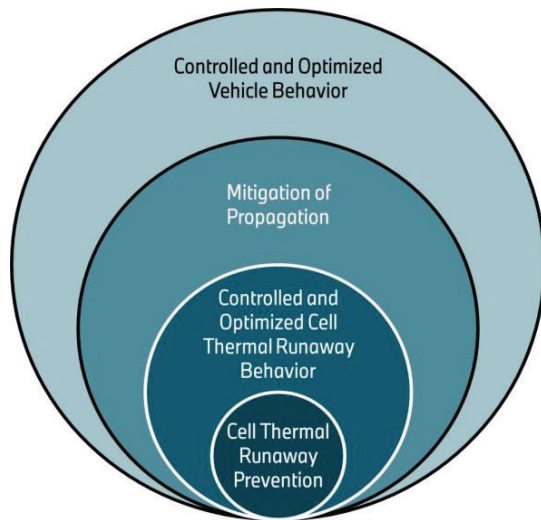 Controlled and Optimized
Vehicle Behavior
Mitigation of
Propagation
Controlled and
Optimized Cell
Thermal Runaway
Behavior
Cell Thermal
Runaway
Prevention